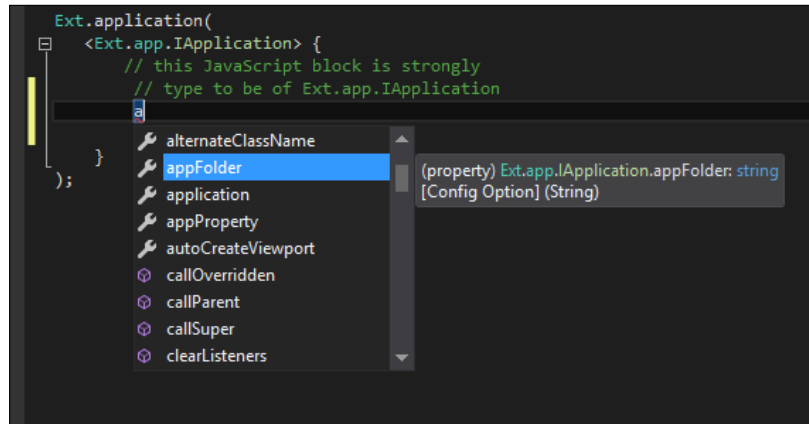 Ext.application(
<Ext.app.IApplication> {
// this JavaScript block is strongly
// type to be of Ext.app.IApplication
a
alternateClassName
appFolder
(property) Ext.app.IApplication.appFolder: string
[Config Option] (String)
application
appProperty
autoCreateViewport
callOverridden
callParent
callSuper
clearListeners
}
);